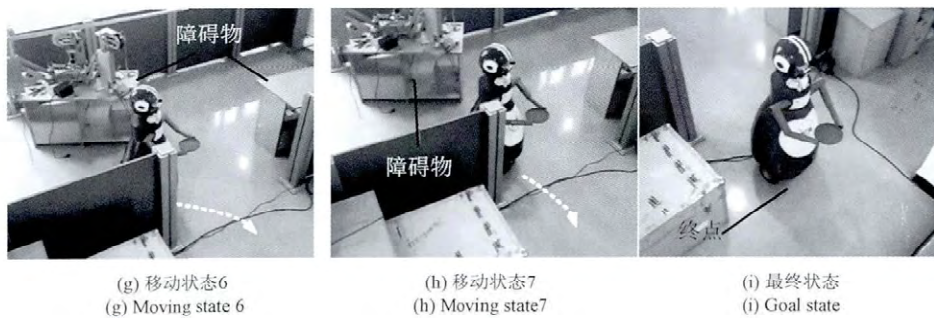 障碍物
障碍物
终点
(g) 移动状态6
(g) Moving state 6
(h) 移动状态7
(h) Moving state7
(i) 最终状态
(i) Goal state